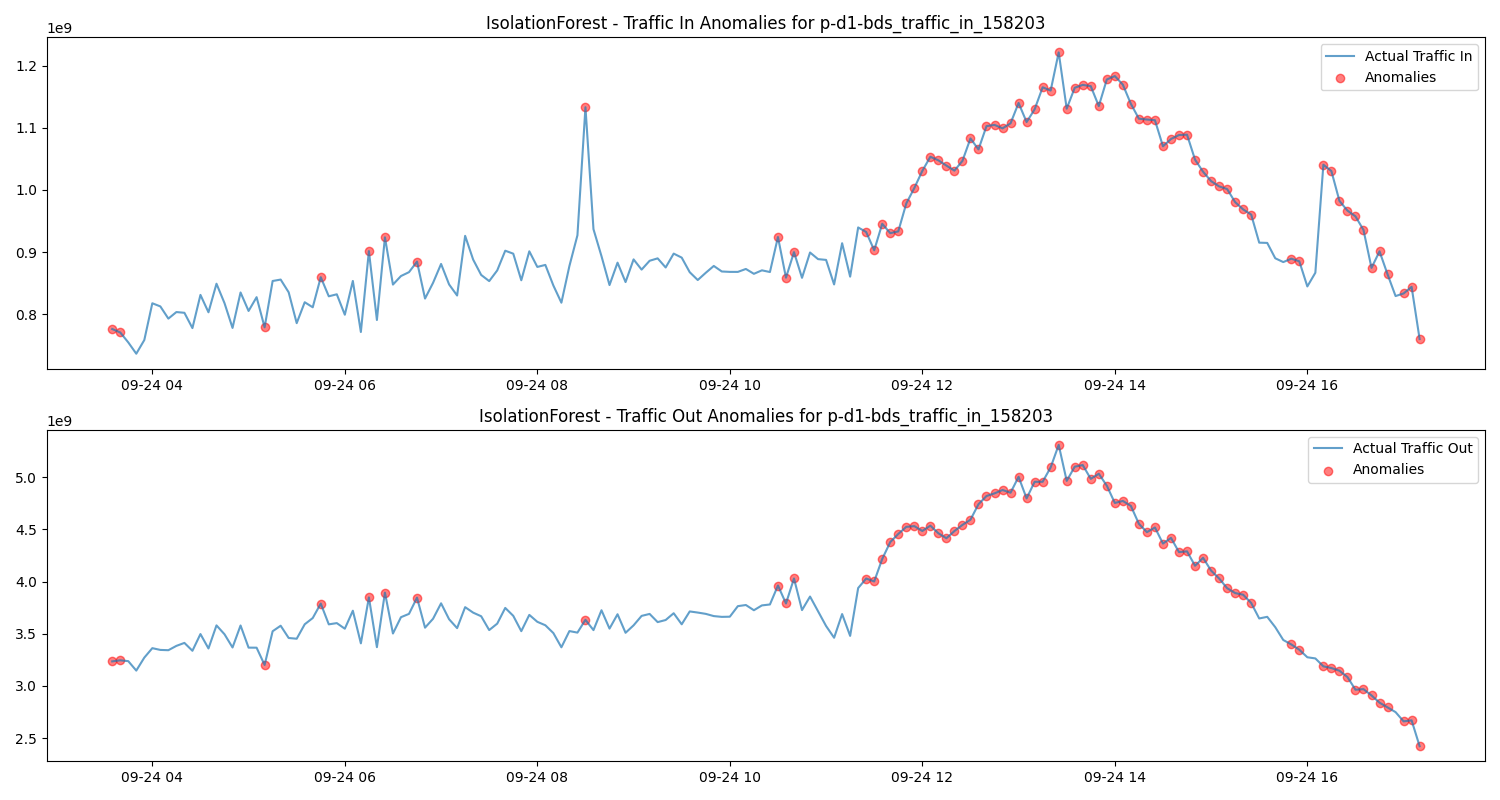 IsolationForest - Traffic In Anomalies for p-d1-bds_traffic_in_158203
1e9
Actual Traffic In
Anomalies
1.2
1.1
1.0
0.9
0.8
09-24 04 09-24 06 09-24 08 09-24 10 09-24 12 09-24 14 09-24 16
IsolationForest - Traffic Out Anomalies for p-d1-bds_traffic_in_158203
1e9
Actual Traffic Out
Anomalies
5.0
4.5
4.0
3.5
3.0
2.5
09-24 04 09-24 06 09-24 08 09-24 10 09-24 12 09-24 14 09-24 16